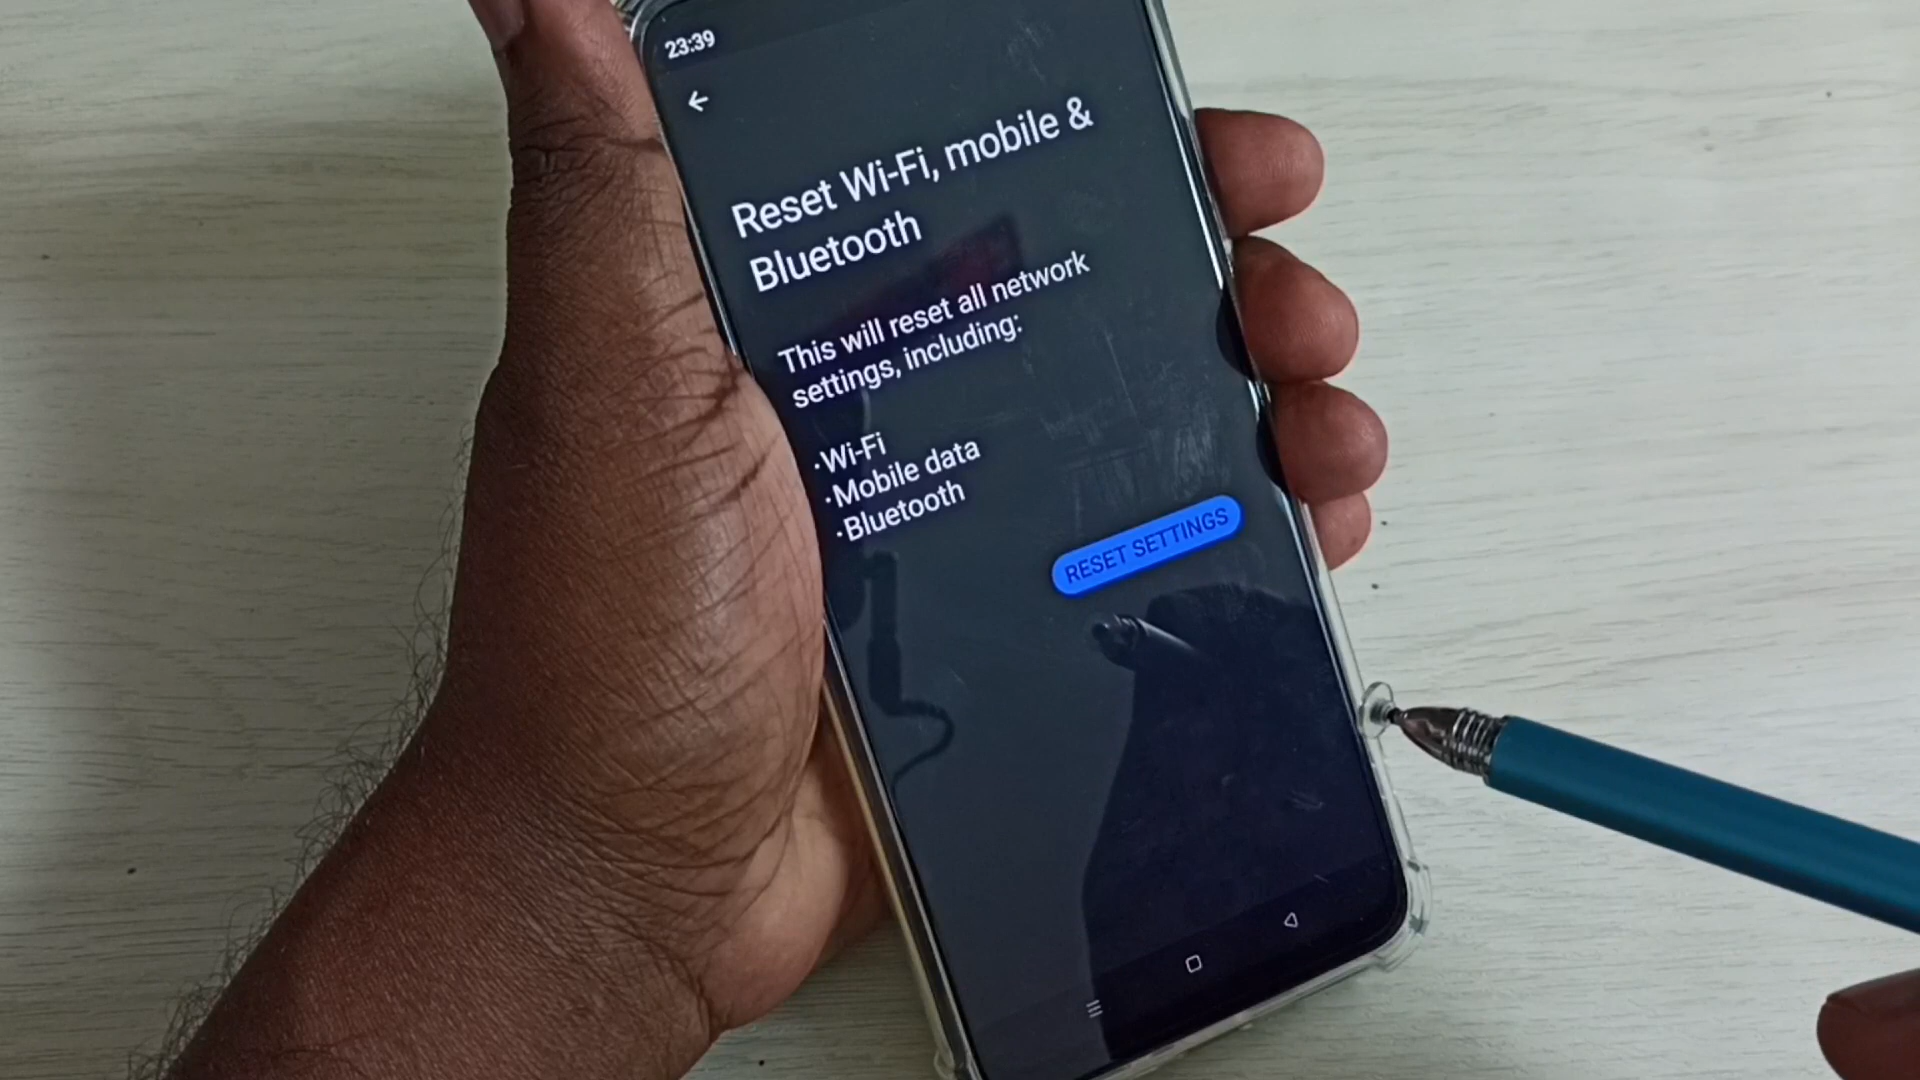 23:39
Reset Wi-Fi, mobile &
Bluetooth
This will reset all network
settings, including:
·Wi-Fi
·Mobile data
·Bluetooth
RESET SETTINGS